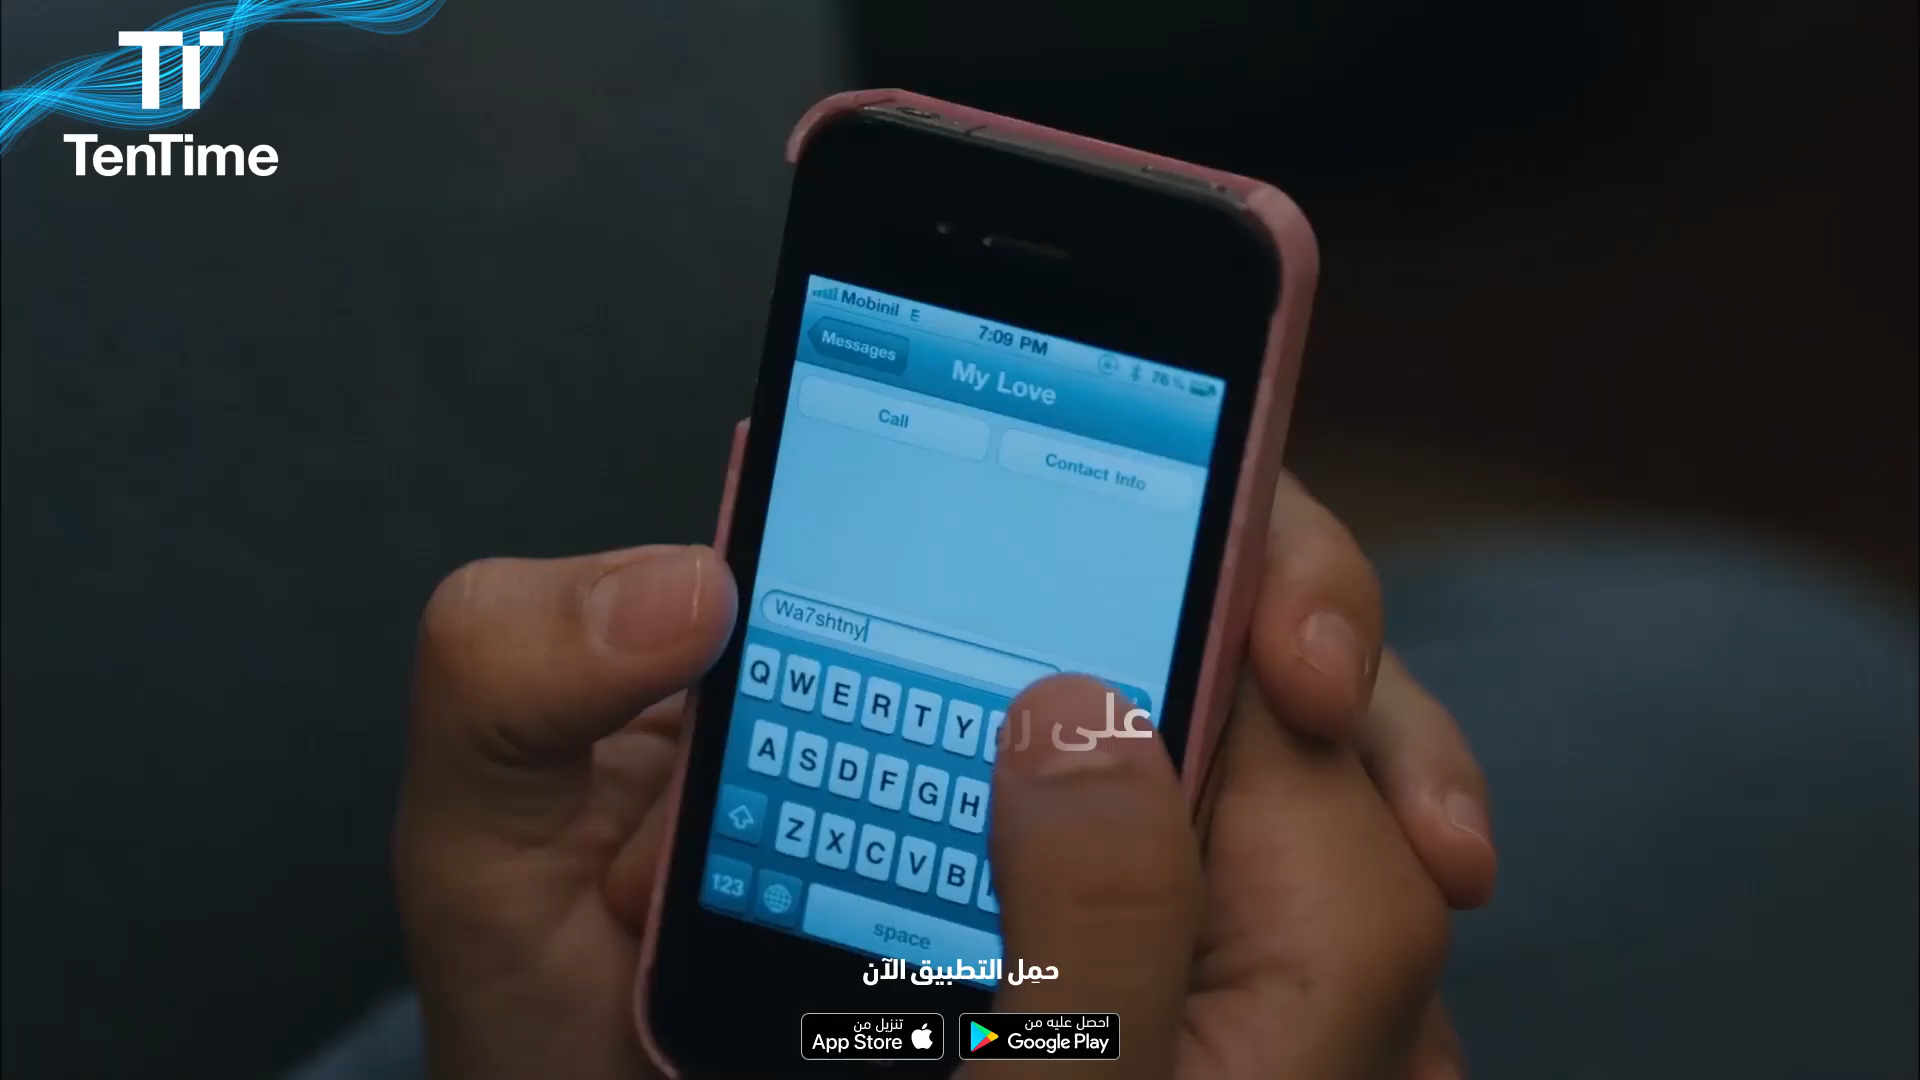 TenTime
Mobinil E 7:09 PM 76%
Messages
My Love
Call
Contact Info
Wa7shtny
Q W E R T Y
A S D F G H
Z X C V B
123
space
على
حمِل التطبيق الآن
تنزيل من
App Store
احصل عليه من
Google Play